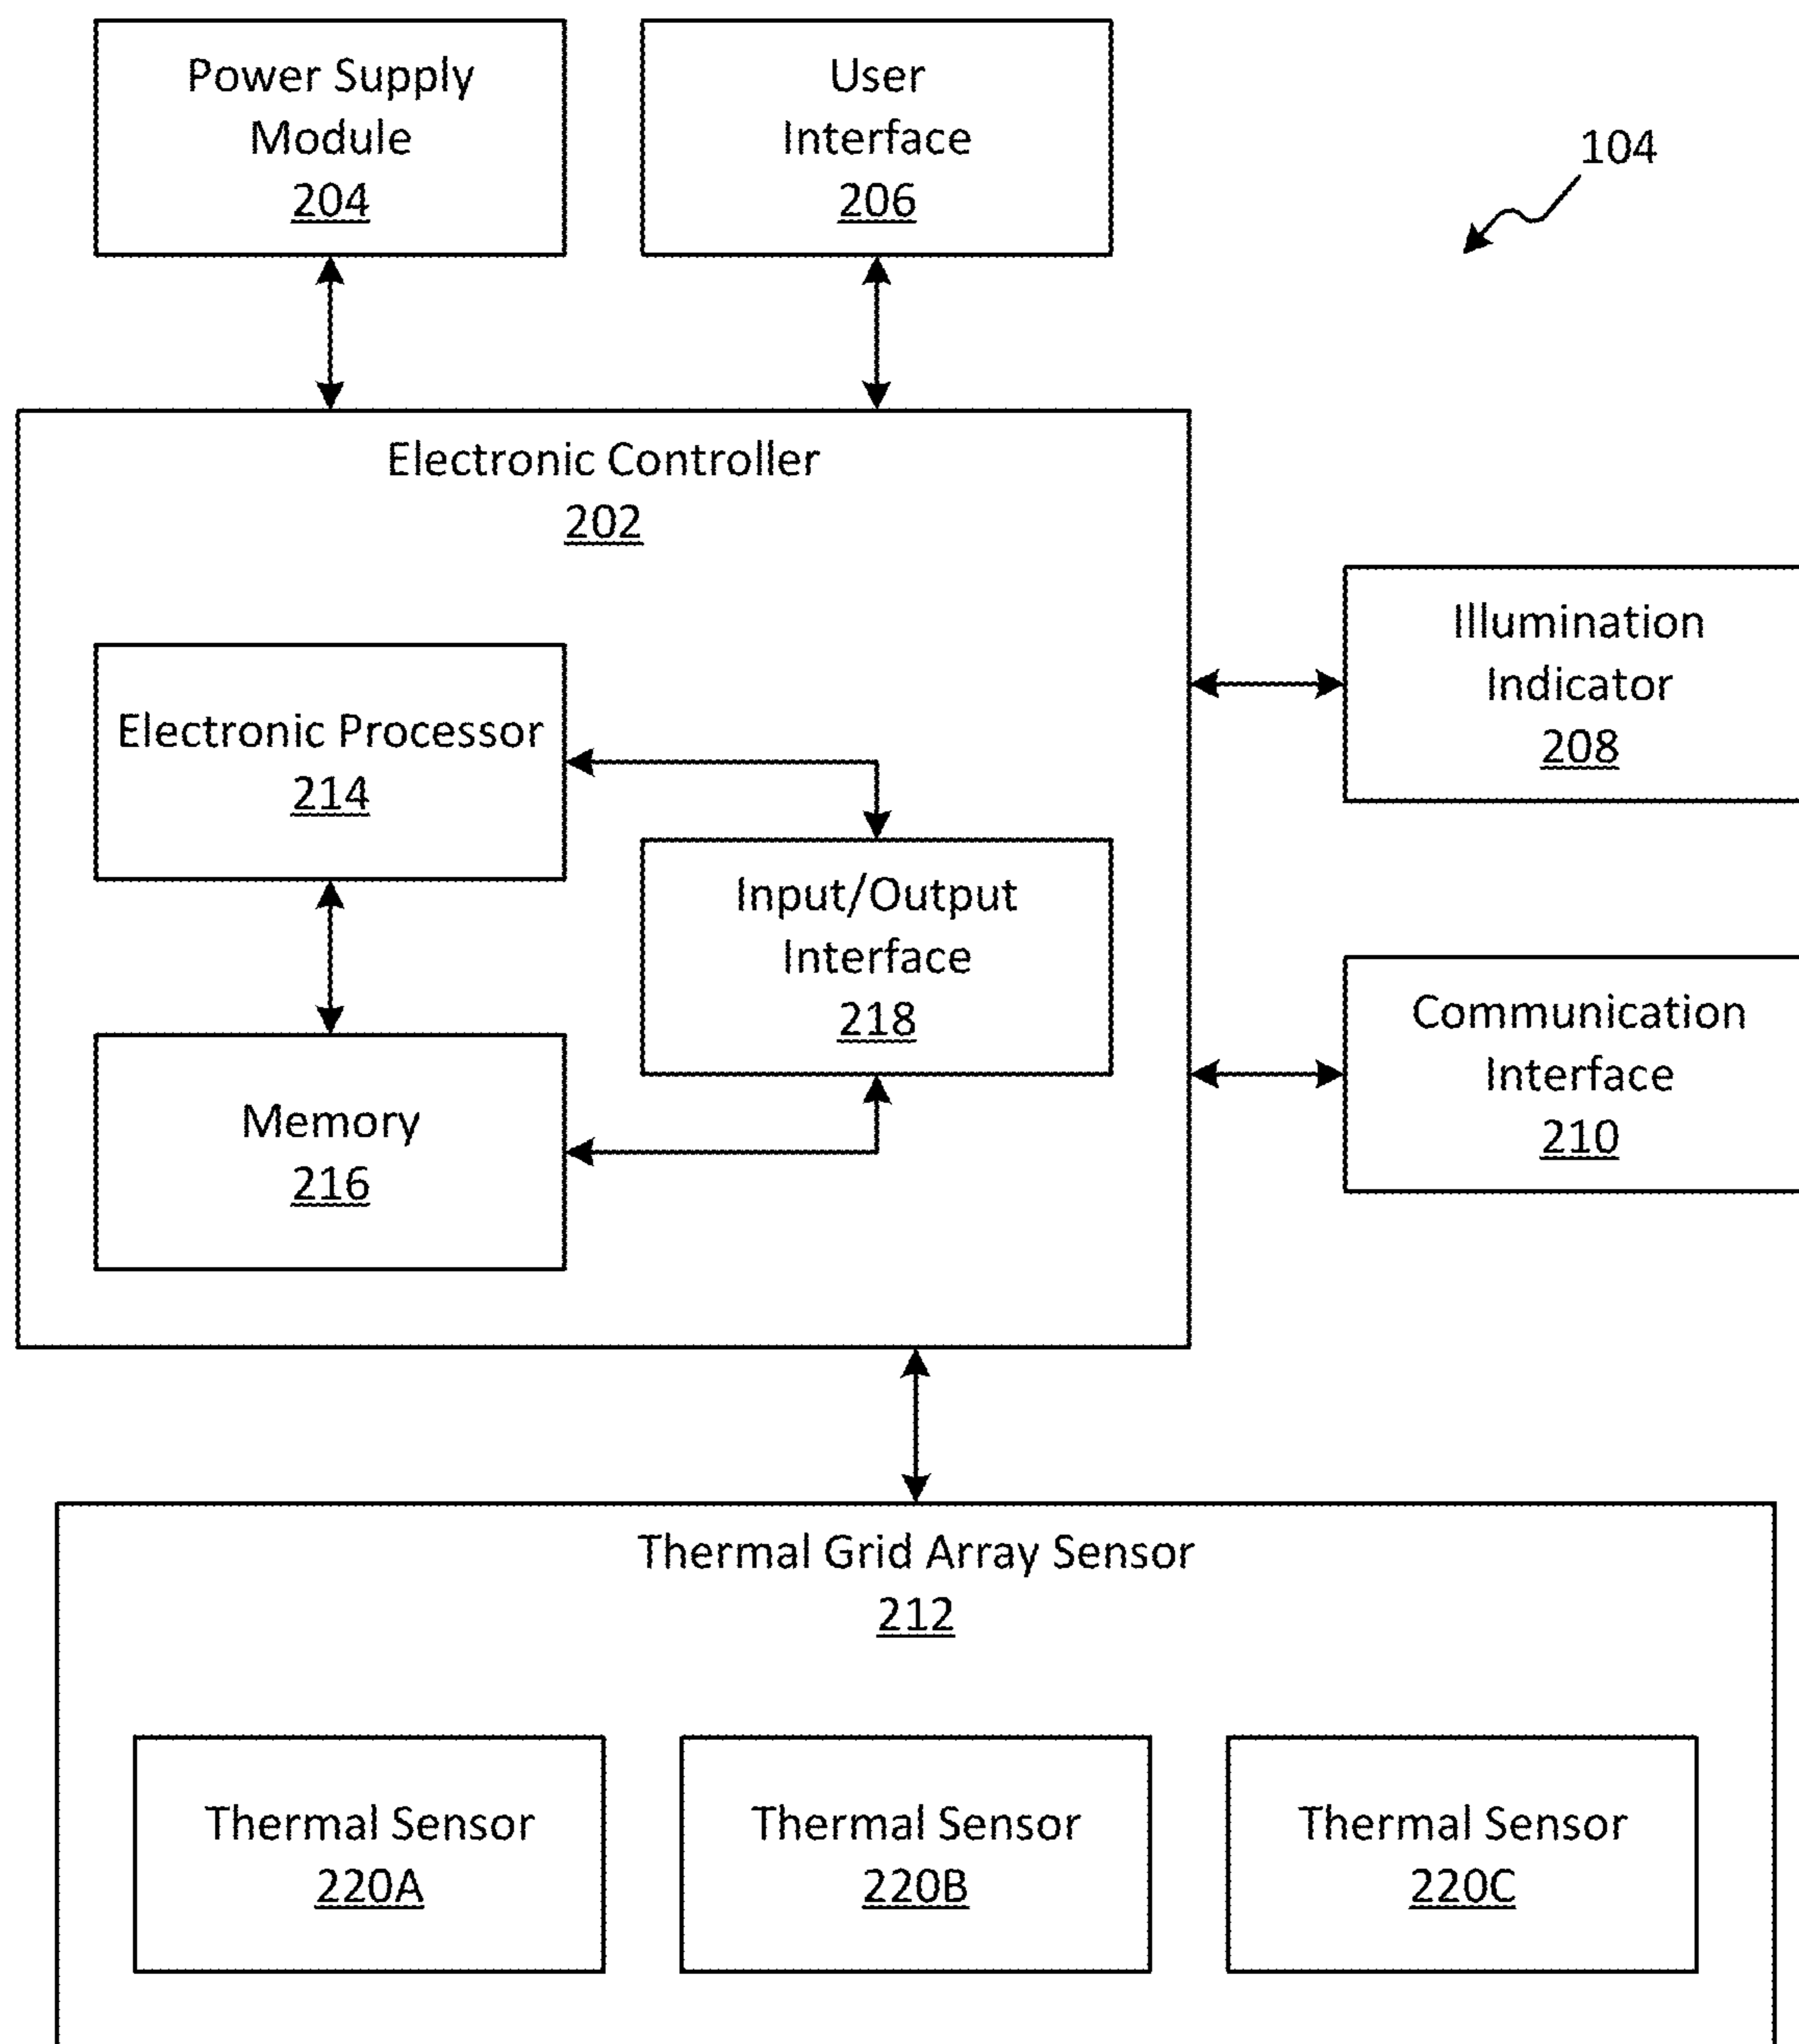 Power Supply
Module
204
User
Interface
206
104
Electronic Controller
202
Illumination
Indicator
208
Electronic Processor
214
Input/Output
Interface
218
Communication
Interface
210
Memory
216
Thermal Grid Array Sensor
212
Thermal Sensor
220A
Thermal Sensor
220B
Thermal Sensor
220C